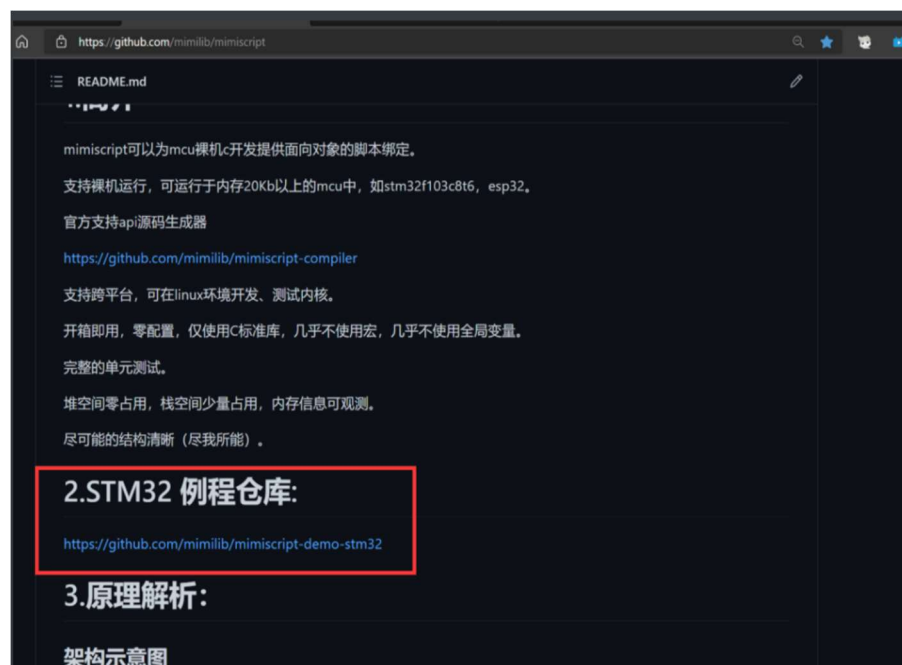 https://github.com/mimilib/mimiscript
README.md
mimiscript可以为mcu裸机c开发提供面向对象的脚本绑定。
支持裸机运行，可运行于内存20Kb以上的mcu中，如stm32f103c8t6，esp32。
官方支持api源码生成器
https://github.com/mimilib/mimiscript-compiler
支持跨平台，可在linux环境开发、测试内核。
开箱即用，零配置，仅使用C标准库，几乎不使用宏，几乎不使用全局变量。
完整的单元测试。
堆空间零占用，栈空间少量占用，内存信息可观测。
尽可能的结构清晰（尽我所能）。
2.STM32 例程仓库:
https://github.com/mimilib/mimiscript-demo-stm32
3.原理解析：
架构示意图